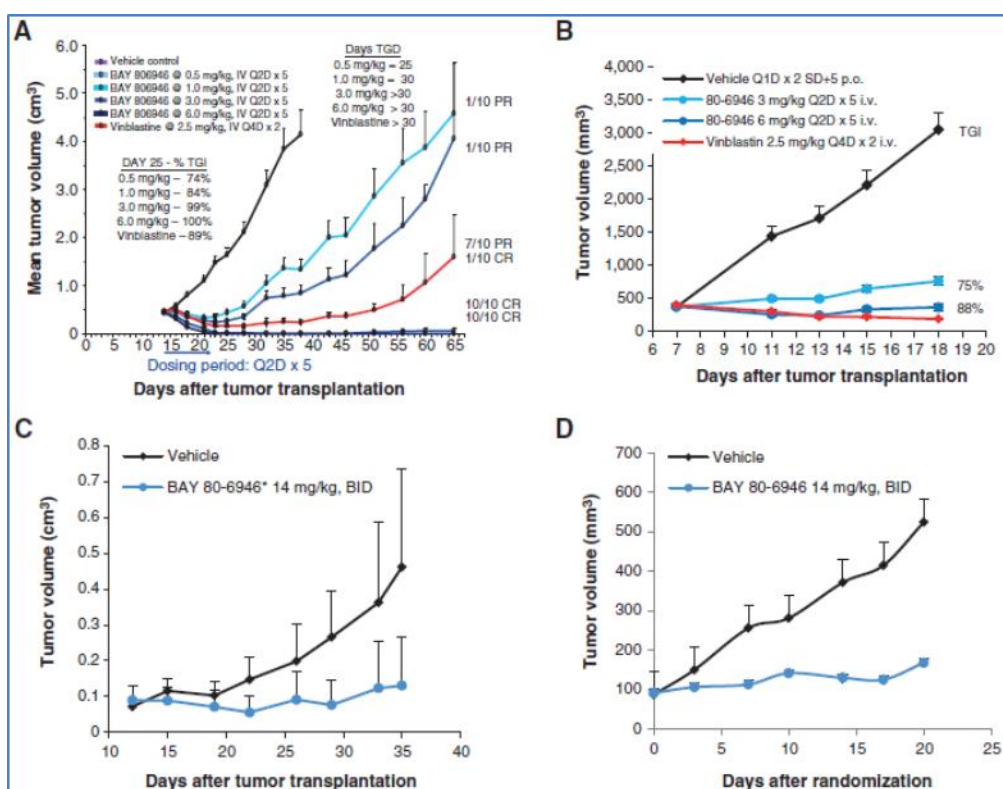 A
6.0
5.0
4.0
3.0
2.0
1.0
0.0
Mean tumor volume (cm³)
Vehicle control
BAY 806946 @ 0.5 mg/kg, IV Q2D x 5
BAY 806946 @ 1.0 mg/kg, IV Q2D x 5
BAY 806946 @ 3.0 mg/kg, IV Q2D x 5
BAY 806946 @ 6.0 mg/kg, IV Q2D x 5
Vinblastine @ 2.5 mg/kg, IV Q4D x 2
Days TGD
0.5 mg/kg – 25
1.0 mg/kg – 30
3.0 mg/kg >30
6.0 mg/kg > 30
Vinblastine > 30
DAY 25 - % TGI
0.5 mg/kg – 74%
1.0 mg/kg – 84%
3.0 mg/kg – 99%
6.0 mg/kg – 100%
Vinblastine – 89%
1/10 PR
1/10 PR
7/10 PR
1/10 CR
10/10 CR
10/10 CR
0 3 5 8 10 13 15 17 20 23 25 28 30 33 35 38 40 43 45 48 50 53 55 58 60 63 65
Dosing period: Q2D x 5
Days after tumor transplantation
B
4,000
3,500
3,000
2,500
2,000
1,500
1,000
500
0
Tumor volume (mm³)
Vehicle Q1D x 2 SD+5 p.o.
80-6946 3 mg/kg Q2D x 5 i.v.
80-6946 6 mg/kg Q2D x 5 i.v.
Vinblastin 2.5 mg/kg Q4D x 2 i.v.
TGI
75%
88%
6 7 8 9 10 11 12 13 14 15 16 17 18 19 20
Days after tumor transplantation
C
0.8
0.7
0.6
0.5
0.4
0.3
0.2
0.1
0
Tumor volume (cm³)
Vehicle
BAY 80-6946* 14 mg/kg, BID
10 15 20 25 30 35 40
Days after tumor transplantation
D
700
600
500
400
300
200
100
0
Tumor volume (mm³)
Vehicle
BAY 80-6946 14 mg/kg, BID
0 5 10 15 20 25
Days after randomization